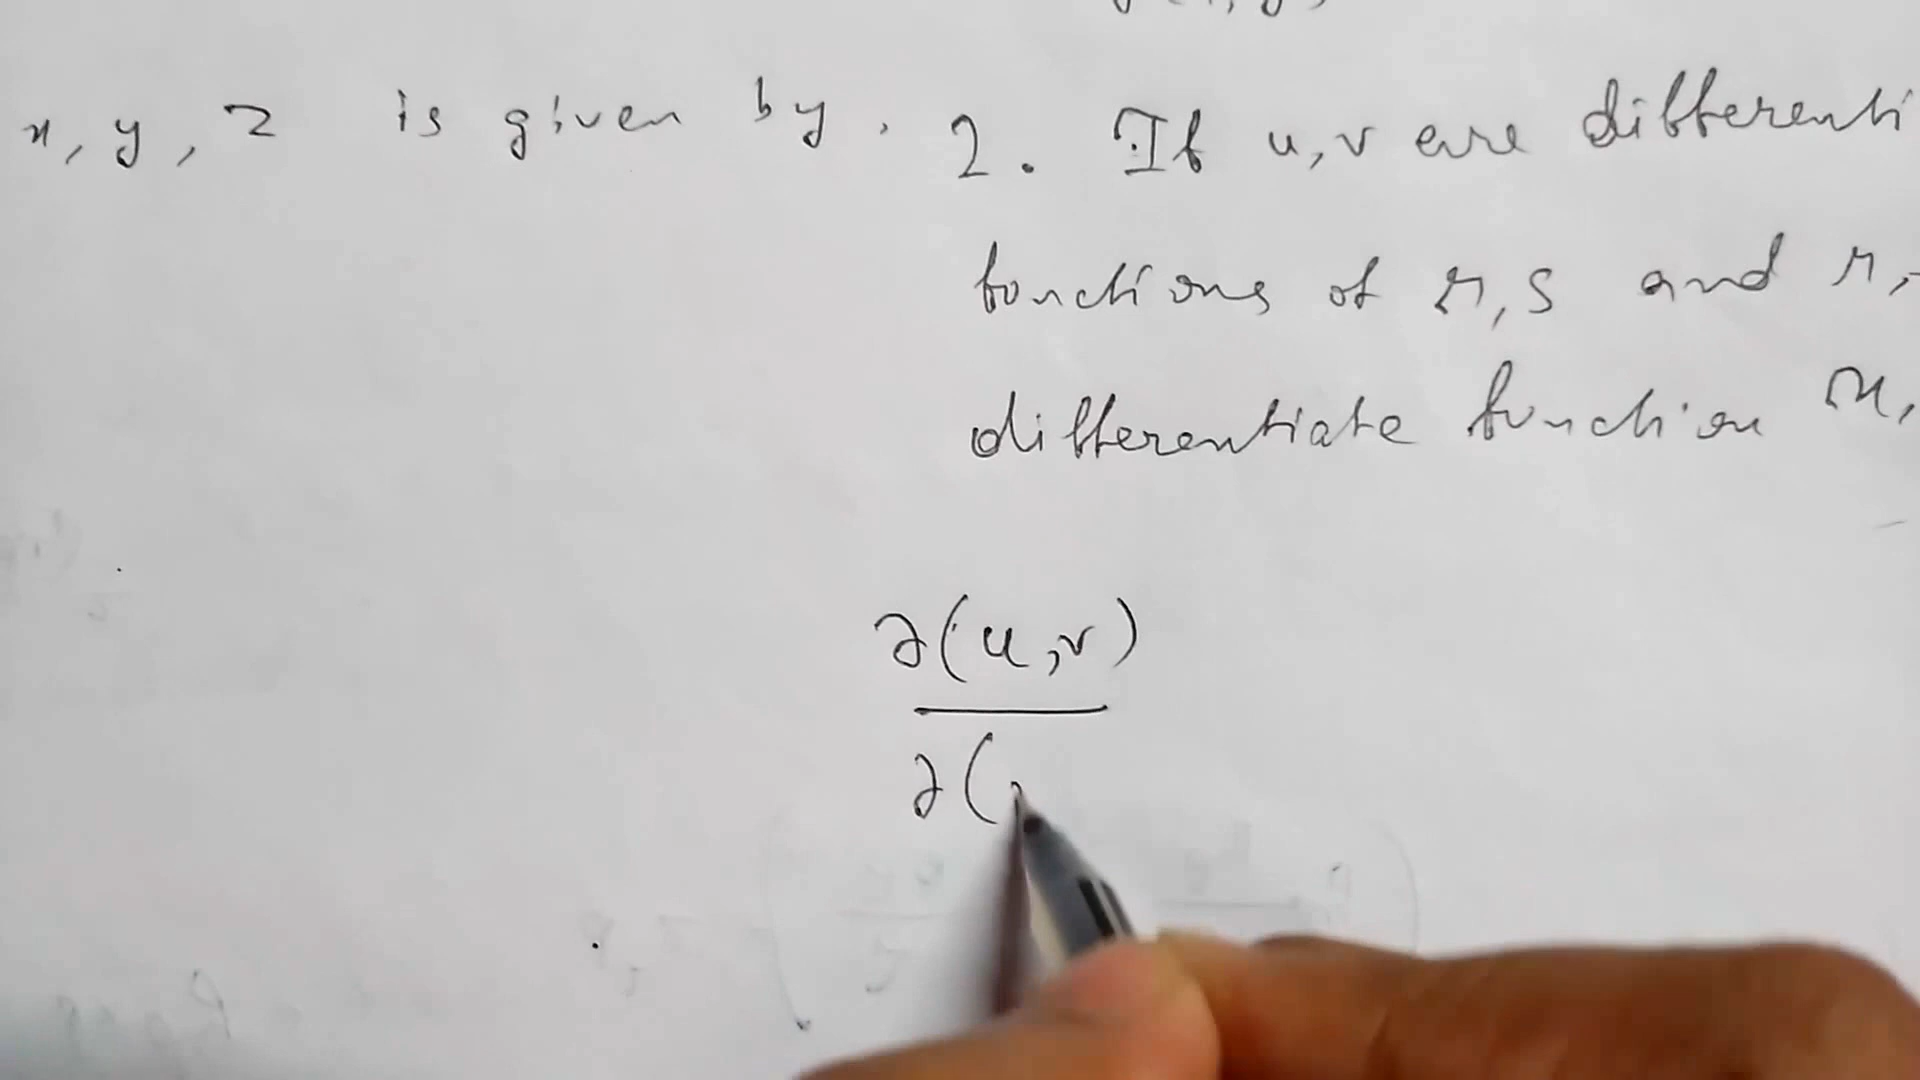 x, y, z is given by,
2. If u, v are differenti
functions of r, s and r,
differentiate function x,
∂(u,v)
∂(